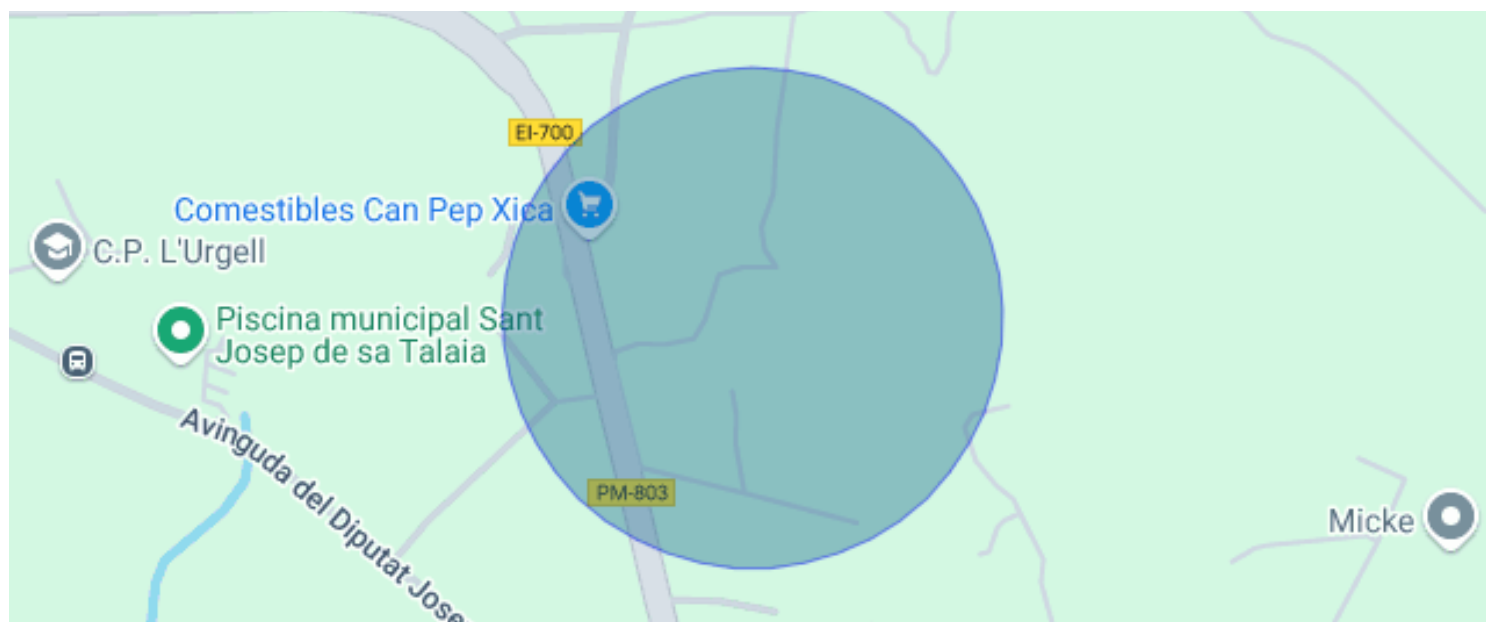 EI-700
Comestibles Can Pep Xica
C.P. L'Urgell
Piscina municipal Sant
Josep de sa Talaia
Avinguda del Diputat Jose
PM-803
Micke